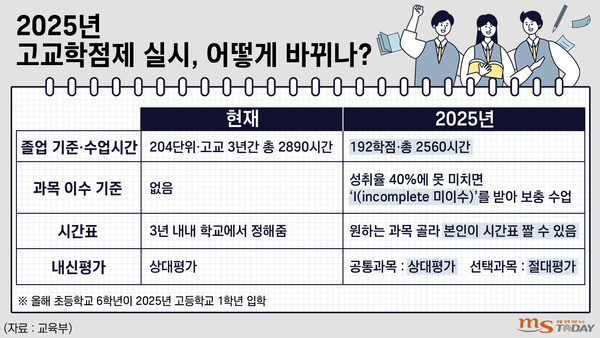 2025년
고교학점제 실시, 어떻게 바뀌나?
현재
2025년
졸업 기준·수업시간
204단위·고교 3년간 총 2890시간
192학점·총 2560시간
과목 이수 기준
없음
성취율 40%에 못 미치면
‘I(incomplete 미이수)’를 받아 보충 수업
시간표
3년 내내 학교에서 정해줌
원하는 과목 골라 본인이 시간표 짤 수 있음
내신평가
상대평가
공통과목 : 상대평가 선택과목 : 절대평가
※ 올해 초등학교 6학년이 2025년 고등학교 1학년 입학
(자료 : 교육부)
MS TODAY